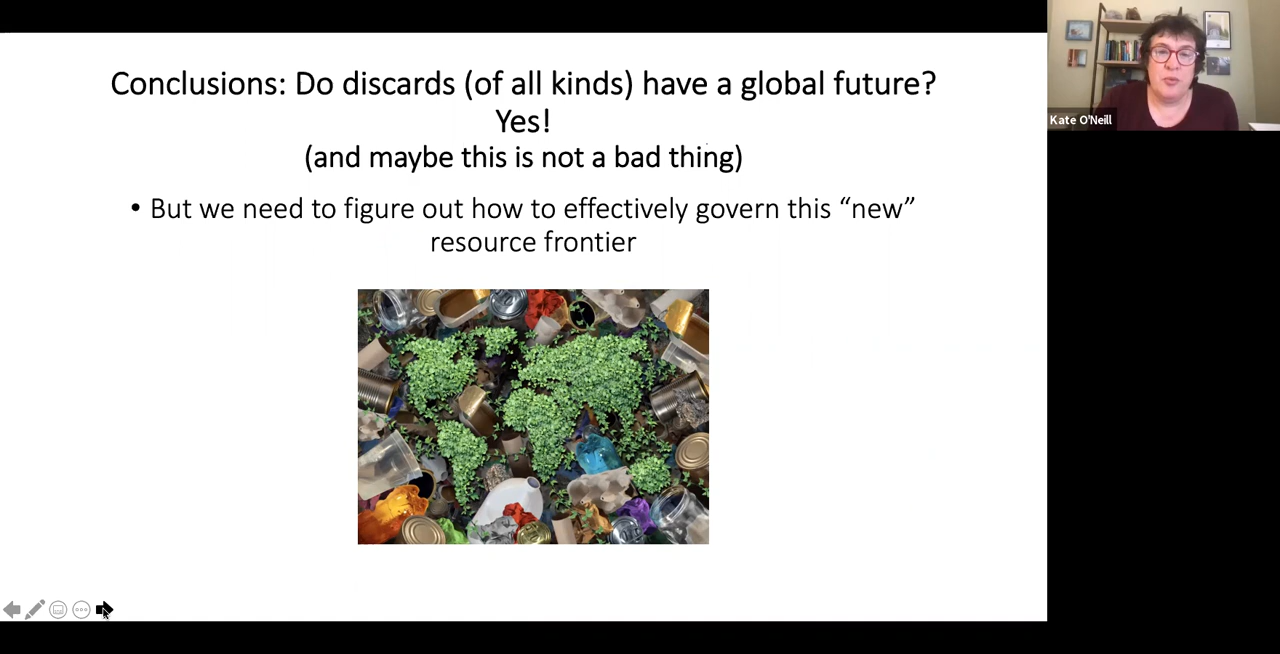 Conclusions: Do discards (of all kinds) have a global future?
Yes!
(and maybe this is not a bad thing)
• But we need to figure out how to effectively govern this “new”
resource frontier
Kate O'Neill